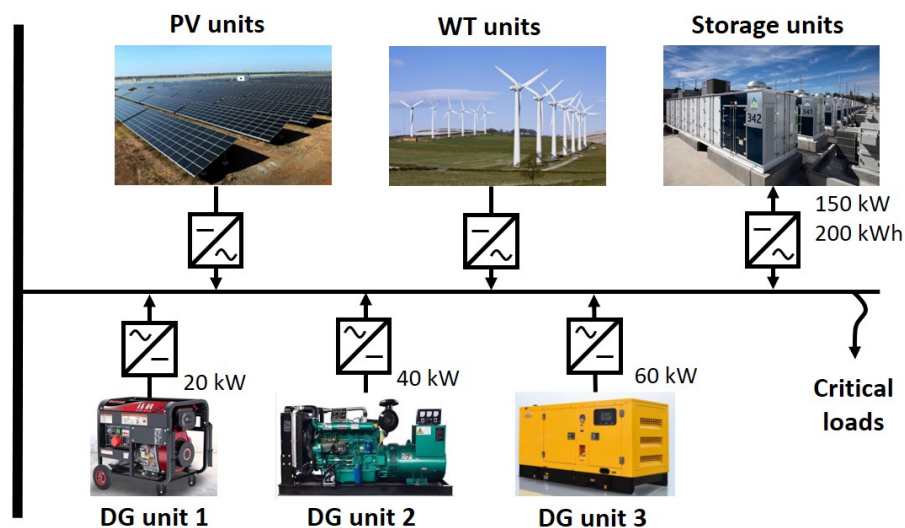 PV units
WT units
Storage units
342
150 kW
200 kWh
20 kW
40 kW
60 kW
Critical
loads
DG unit 1
DG unit 2
DG unit 3